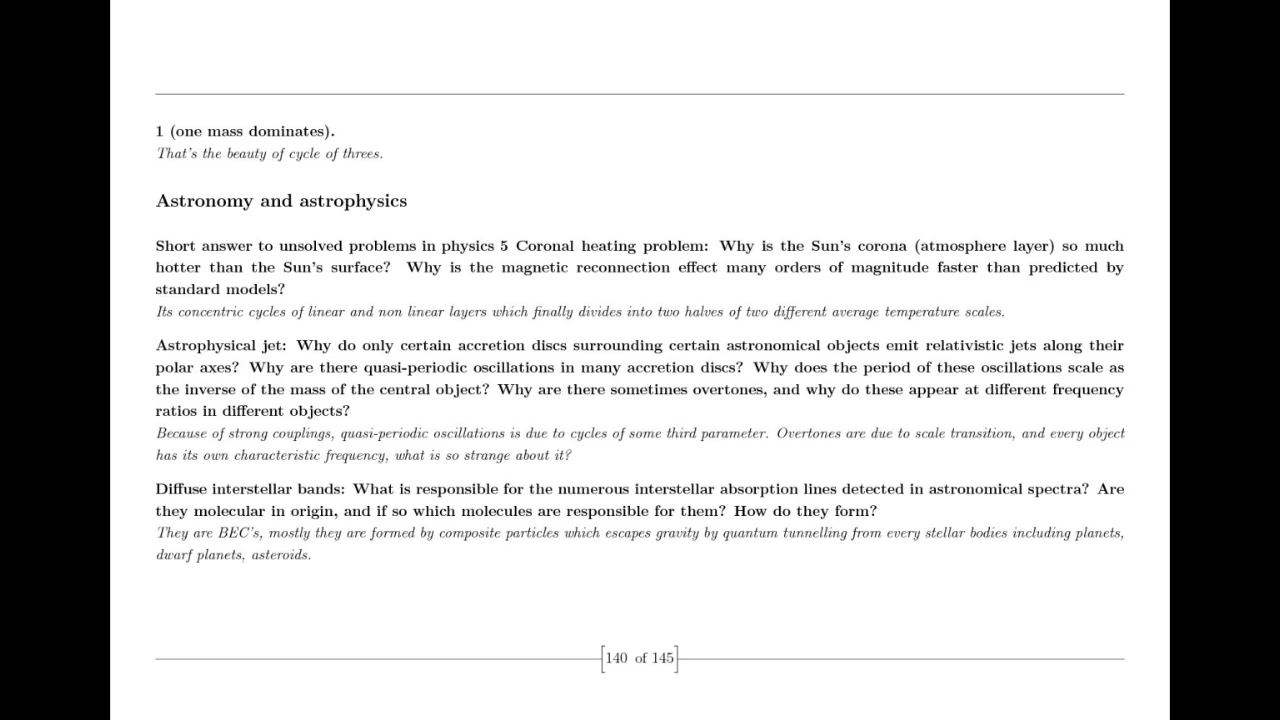 1 (one mass dominates).
That's the beauty of cycle of threes.
Astronomy and astrophysics
Short answer to unsolved problems in physics 5 Coronal heating problem: Why is the Sun's corona (atmosphere layer) so much
hotter than the Sun's surface? Why is the magnetic reconnection effect many orders of magnitude faster than predicted by
standard models?
Its concentric cycles of linear and non linear layers which finally divides into two halves of two different average temperature scales.
Astrophysical jet: Why do only certain accretion discs surrounding certain astronomical objects emit relativistic jets along their
polar axes? Why are there quasi-periodic oscillations in many accretion discs? Why does the period of these oscillations scale as
the inverse of the mass of the central object? Why are there sometimes overtones, and why do these appear at different frequency
ratios in different objects?
Because of strong couplings, quasi-periodic oscillations is due to cycles of some third parameter. Overtones are due to scale transition, and every object
has its own characteristic frequency, what is so strange about it?
Diffuse interstellar bands: What is responsible for the numerous interstellar absorption lines detected in astronomical spectra? Are
they molecular in origin, and if so which molecules are responsible for them? How do they form?
They are BEC's, mostly they are formed by composite particles which escapes gravity by quantum tunnelling from every stellar bodies including planets,
dwarf planets, asteroids.
140 of 145